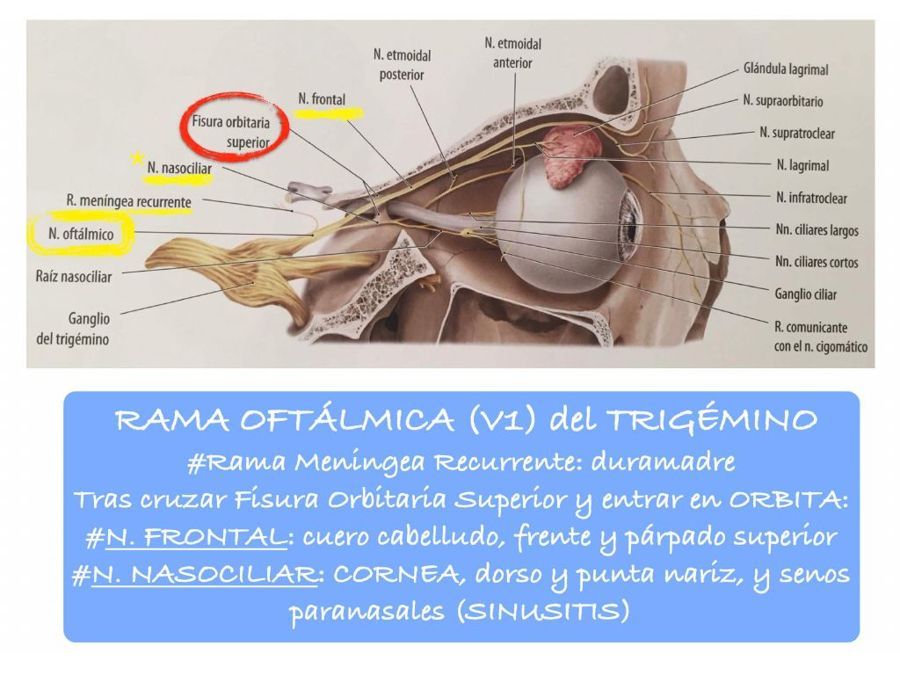 N. etmoidal
posterior
N. etmoidal
anterior
N. frontal
Fisura orbitaria
superior
* N. nasociliar
R. meníngea recurrente
N. oftálmico
Raíz nasociliar
Ganglio
del trigémino
Glándula lagrimal
N. supraorbitario
N. supratroclear
N. lagrimal
N. infratroclear
Nn. ciliares largos
Nn. ciliares cortos
Ganglio ciliar
R. comunicante
con el n. cigomático
RAMA OFTÁLMICA (V1) del TRIGÉMINO
#Rama Meníngea Recurrente: duramadre
Tras cruzar Fisura Orbitaria Superior y entrar en ORBITA:
#N. FRONTAL: cuero cabelludo, frente y párpado superior
#N. NASOCILIAR: CORNEA, dorso y punta nariz, y senos
paranasales (SINUSITIS)